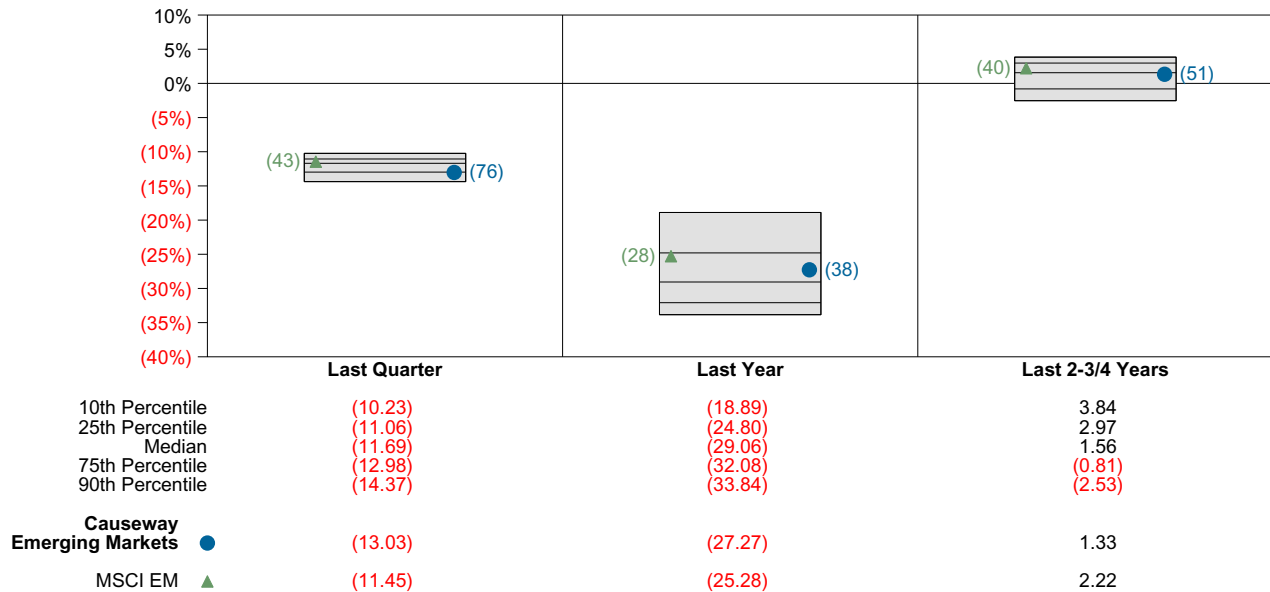 10%
5%
0%
(5%)
(10%)
(15%)
(20%)
(25%)
(30%)
(35%)
(40%)
(43)
(76)
(28)
(38)
(40)
(51)
Last Quarter Last Year Last 2-3/4 Years
10th Percentile (10.23) (18.89) 3.84
25th Percentile (11.06) (24.80) 2.97
Median (11.69) (29.06) 1.56
75th Percentile (12.98) (32.08) (0.81)
90th Percentile (14.37) (33.84) (2.53)
Causeway
Emerging Markets (13.03) (27.27) 1.33
MSCI EM (11.45) (25.28) 2.22